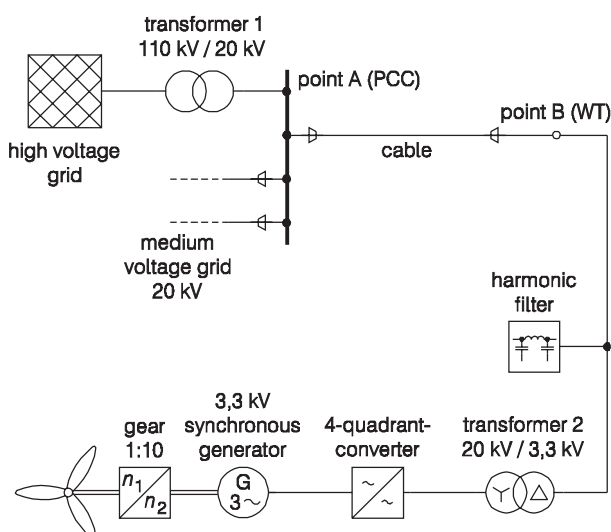 transformer 1
110 kV / 20 kV
point A (PCC)
point B (WT)
high voltage
grid
cable
medium
voltage grid
20 kV
harmonic
filter
gear
1:10
3,3 kV
synchronous
generator
4-quadrant-
converter
transformer 2
20 kV / 3,3 kV
n1
n2
G
3~
~
~
Y
Δ